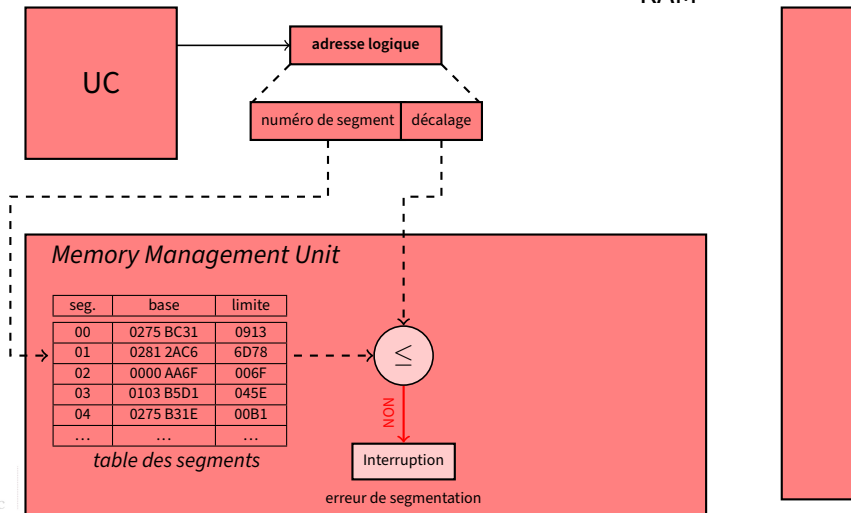 RAM
UC
adresse logique
numéro de segment décalage
Memory Management Unit
seg. base limite
00 0275 BC31 0913
01 0281 2AC6 6D78
02 0000 AA6F 006F
03 0103 B5D1 045E
04 0275 B31E 00B1
... ... ...
table des segments
≤
NON
Interruption
erreur de segmentation